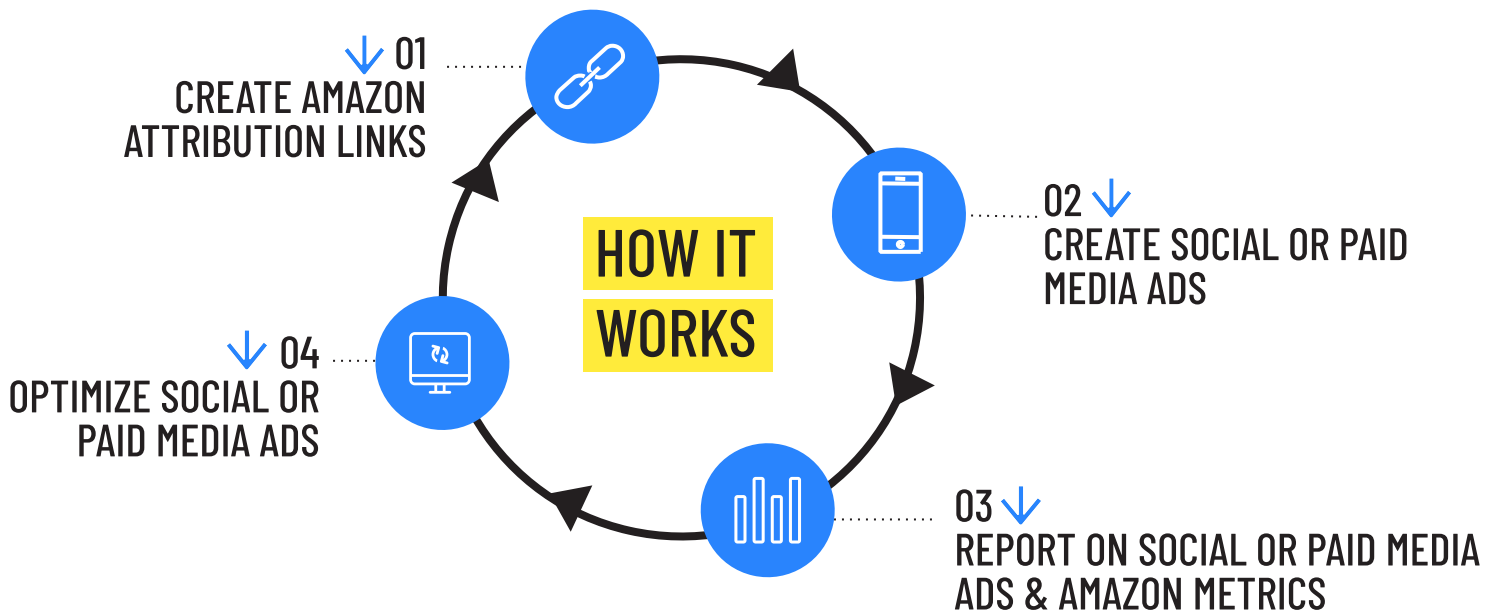 01
CREATE AMAZON
ATTRIBUTION LINKS
02
CREATE SOCIAL OR PAID
MEDIA ADS
HOW IT
WORKS
04
OPTIMIZE SOCIAL OR
PAID MEDIA ADS
03
REPORT ON SOCIAL OR PAID MEDIA
ADS & AMAZON METRICS